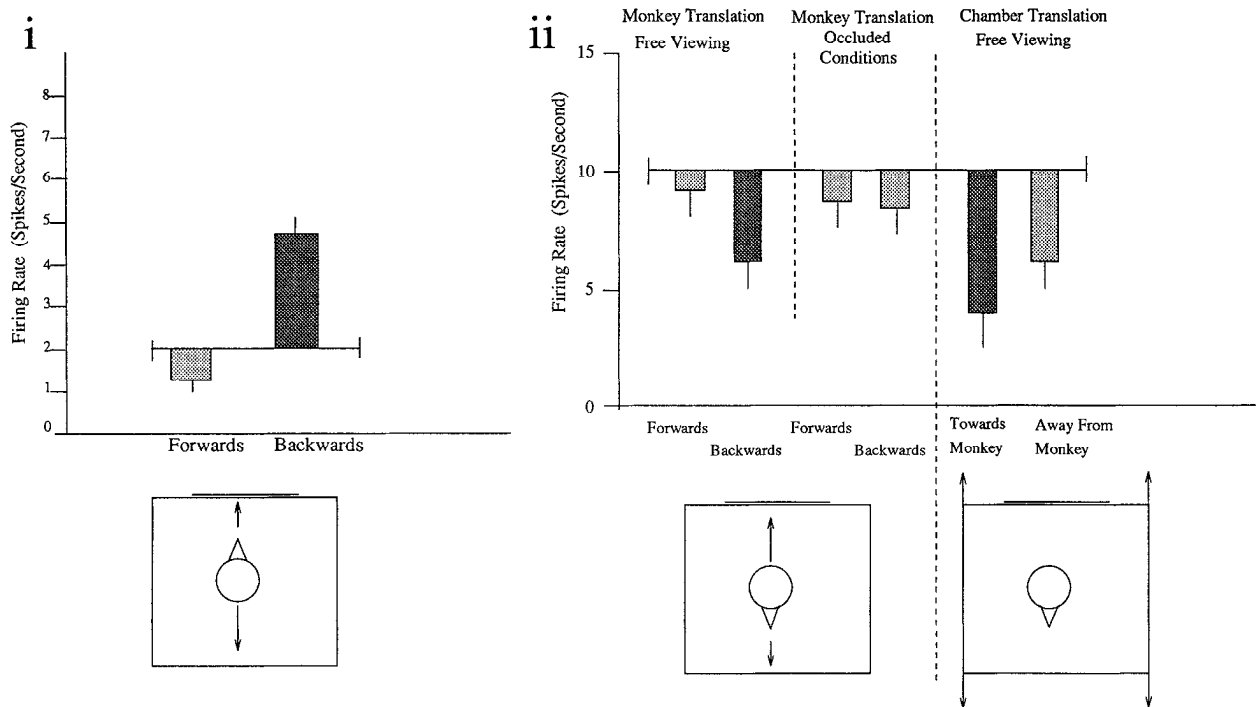 i
Firing Rate (Spikes/Second)
8
7
6
5
4
3
2
1
0
Forwards Backwards
ii
Monkey Translation
Free Viewing
Monkey Translation
Occluded
Conditions
Chamber Translation
Free Viewing
Firing Rate (Spikes/Second)
15
10
5
0
Forwards
Backwards
Forwards
Backwards
Towards
Monkey
Away From
Monkey